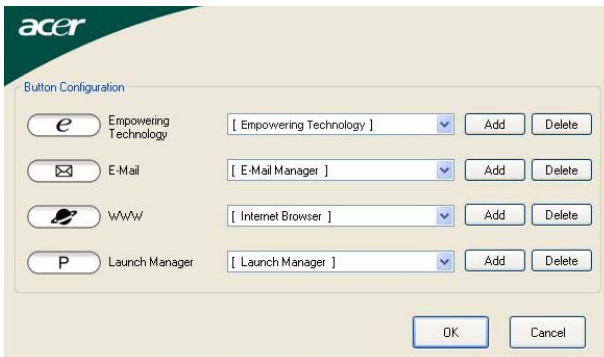 acer
Button Configuration
e Empowering Technology [ Empowering Technology ] Add Delete
E-Mail [ E-Mail Manager ] Add Delete
WWW [ Internet Browser ] Add Delete
P Launch Manager [ Launch Manager ] Add Delete
OK Cancel